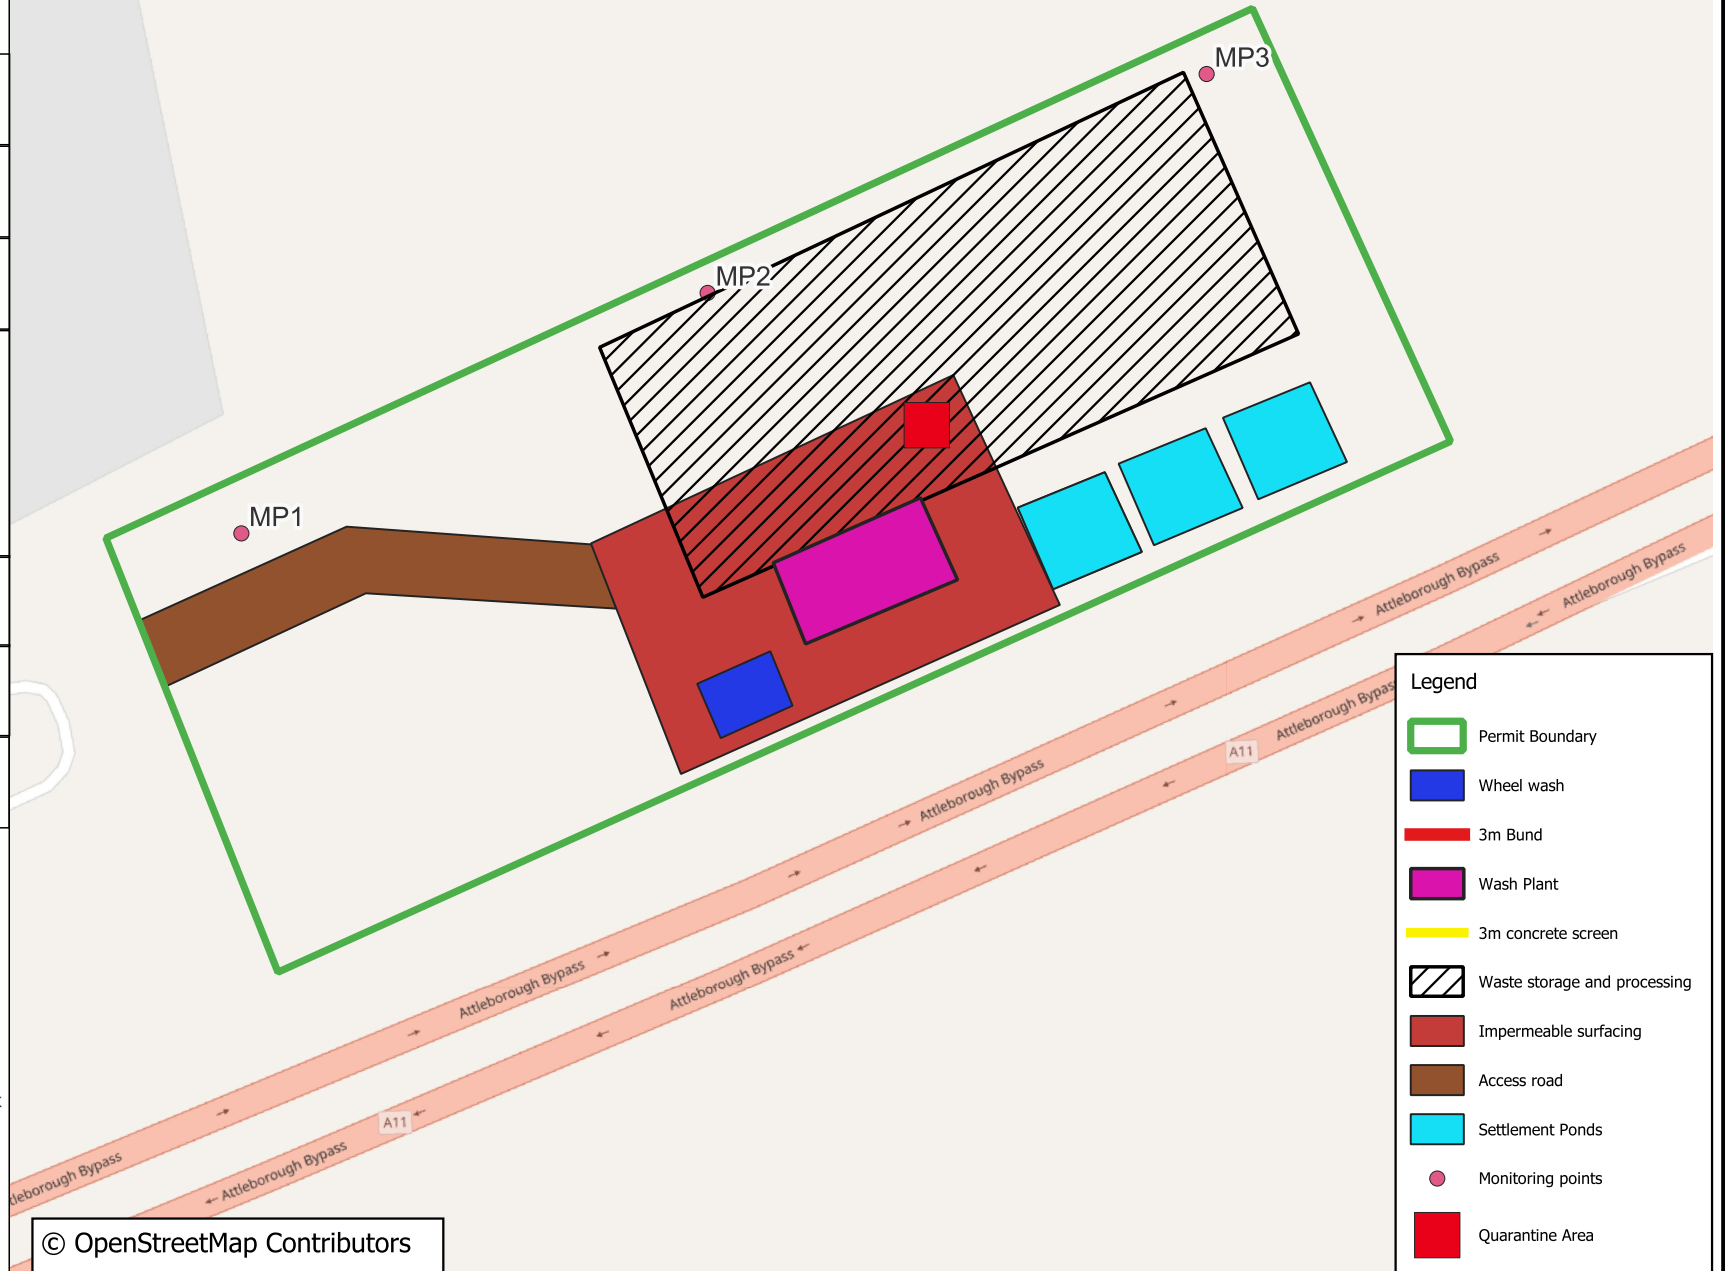 MP3
MP2
MP1
Attleborough Bypass
Attleborough Bypass
Attleborough Bypass
A11
Attleborough Bypass
Attleborough Bypass
Attleborough Bypass
A11
Attleborough Bypass
tleborough Bypass
Legend
Permit Boundary
Wheel wash
3m Bund
Wash Plant
3m concrete screen
Waste storage and processing
Impermeable surfacing
Access road
Settlement Ponds
Monitoring points
Quarantine Area
© OpenStreetMap Contributors